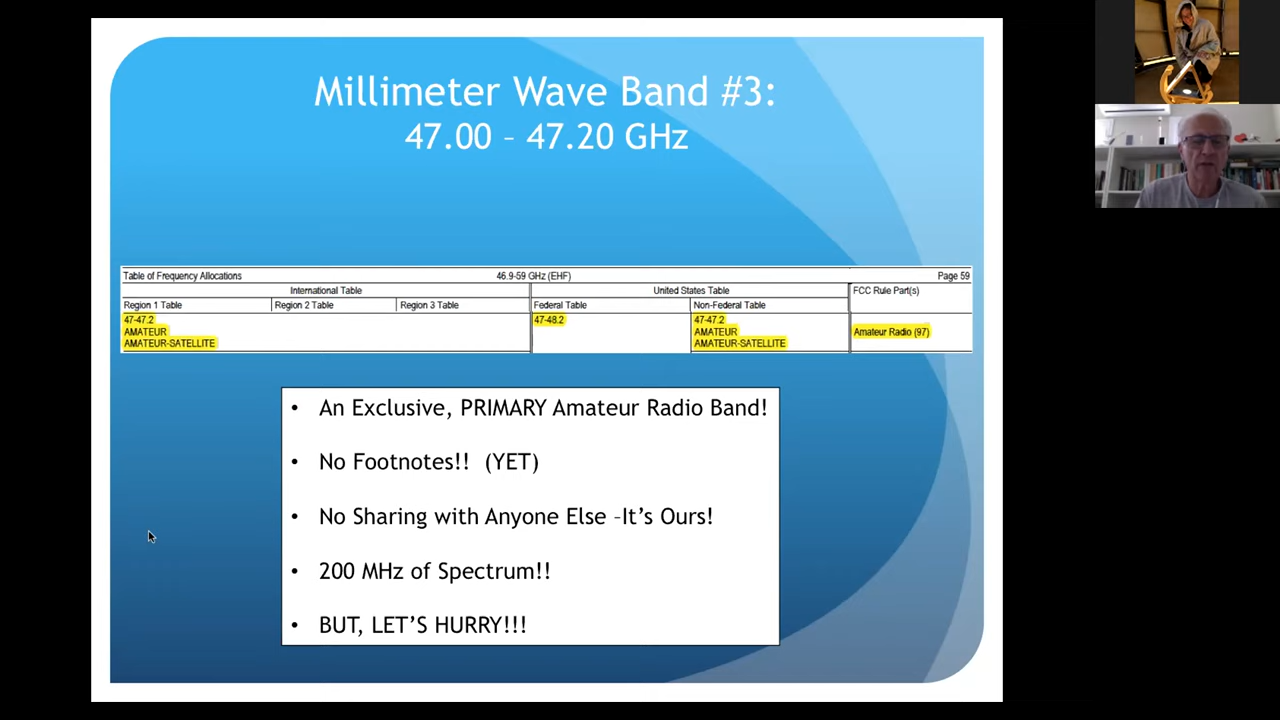 Millimeter Wave Band #3:
47.00 – 47.20 GHz
Table of Frequency Allocations 46.9-59 GHz (EHF) Page 59
International Table United States Table FCC Rule Part(s)
Region 1 Table Region 2 Table Region 3 Table Federal Table Non-Federal Table
47-47.2 47-48.2 47-47.2
AMATEUR AMATEUR Amateur Radio (97)
AMATEUR-SATELLITE AMATEUR-SATELLITE
• An Exclusive, PRIMARY Amateur Radio Band!
• No Footnotes!! (YET)
• No Sharing with Anyone Else –It's Ours!
• 200 MHz of Spectrum!!
• BUT, LET'S HURRY!!!